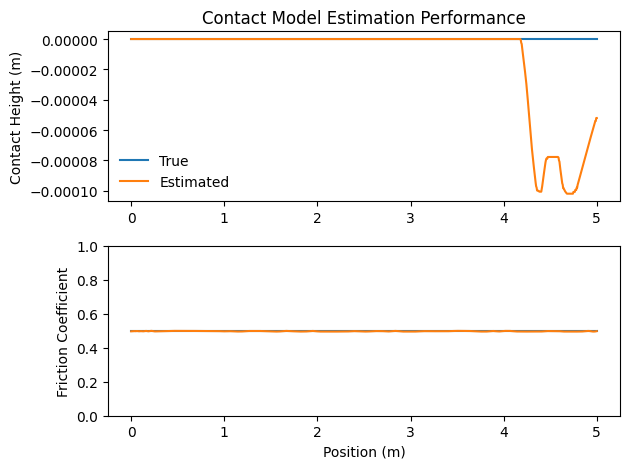 Contact Model Estimation Performance
Contact Height (m)
0.00000
−0.00002
−0.00004
−0.00006
−0.00008
−0.00010
True
Estimated
0 1 2 3 4 5
Friction Coefficient
1.0
0.8
0.6
0.4
0.2
0.0
0 1 2 3 4 5
Position (m)